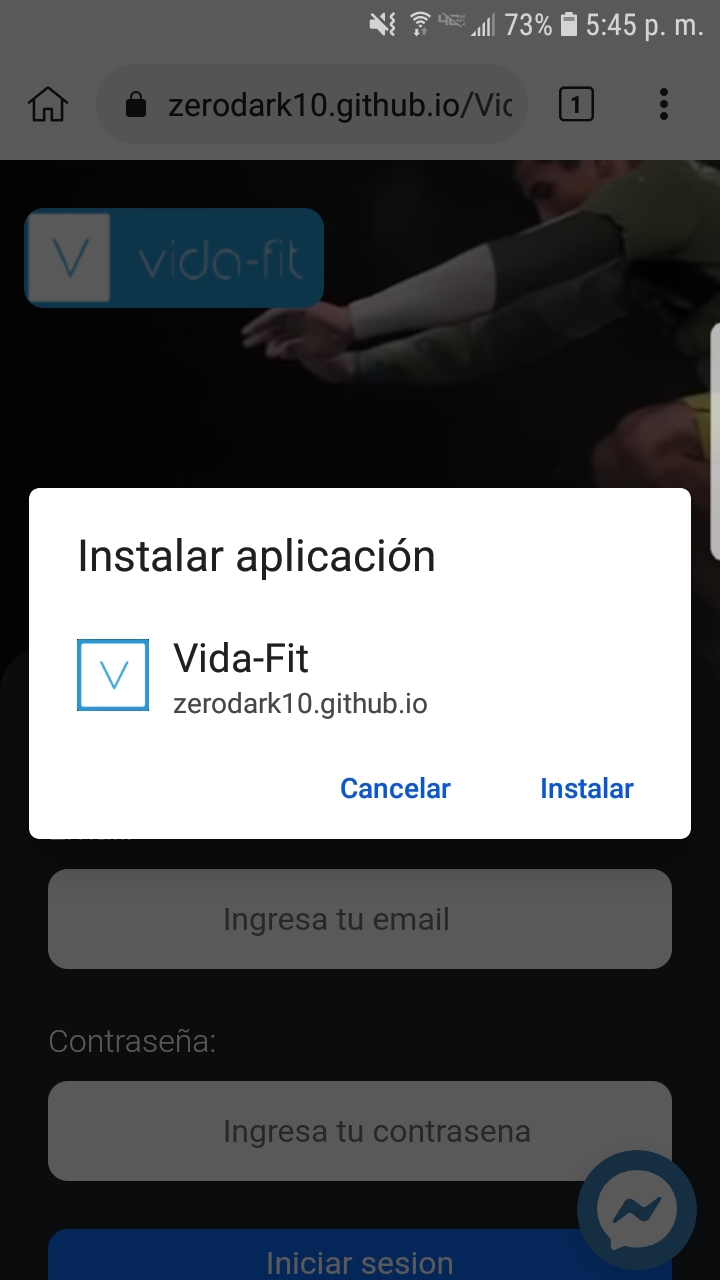 73% 5:45 p. m.
zerodark10.github.io/Vic
1
V vida-fit
Instalar aplicación
V
Vida-Fit
zerodark10.github.io
Cancelar Instalar
Ingresa tu email
Contraseña:
Ingresa tu contrasena
Iniciar sesion